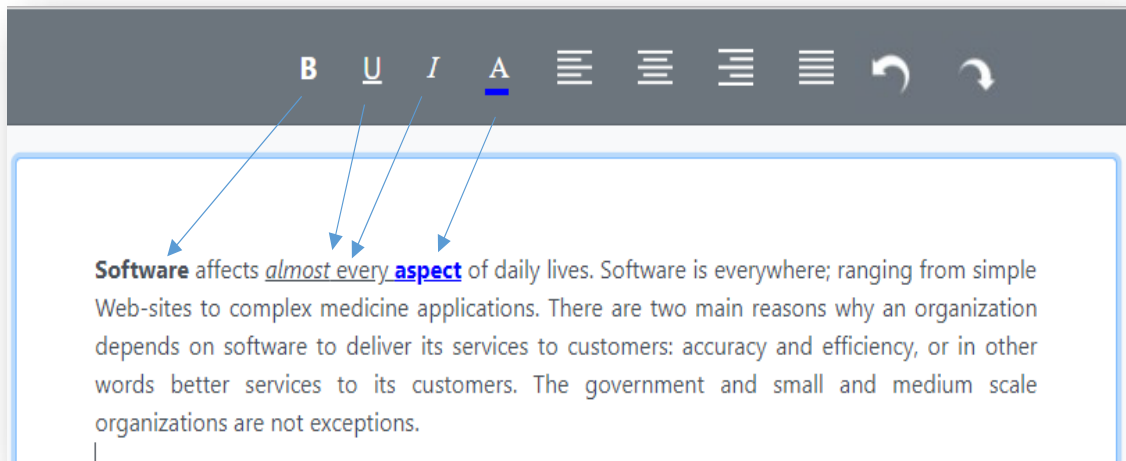 B U I A
Software affects almost every aspect of daily lives. Software is everywhere; ranging from simple
Web-sites to complex medicine applications. There are two main reasons why an organization
depends on software to deliver its services to customers: accuracy and efficiency, or in other
words better services to its customers. The government and small and medium scale
organizations are not exceptions.